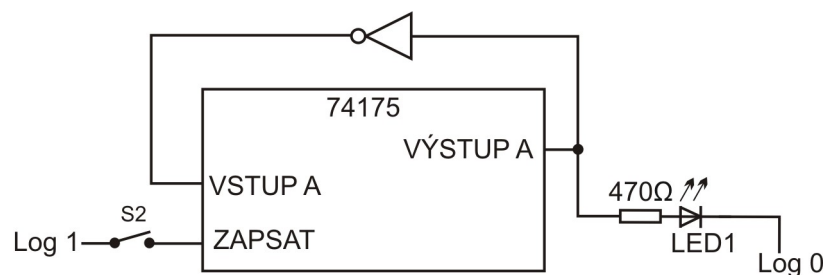 74175
VÝSTUP A
VSTUP A
470Ω
S2
Log 1
ZAPSAT
LED1
Log 0